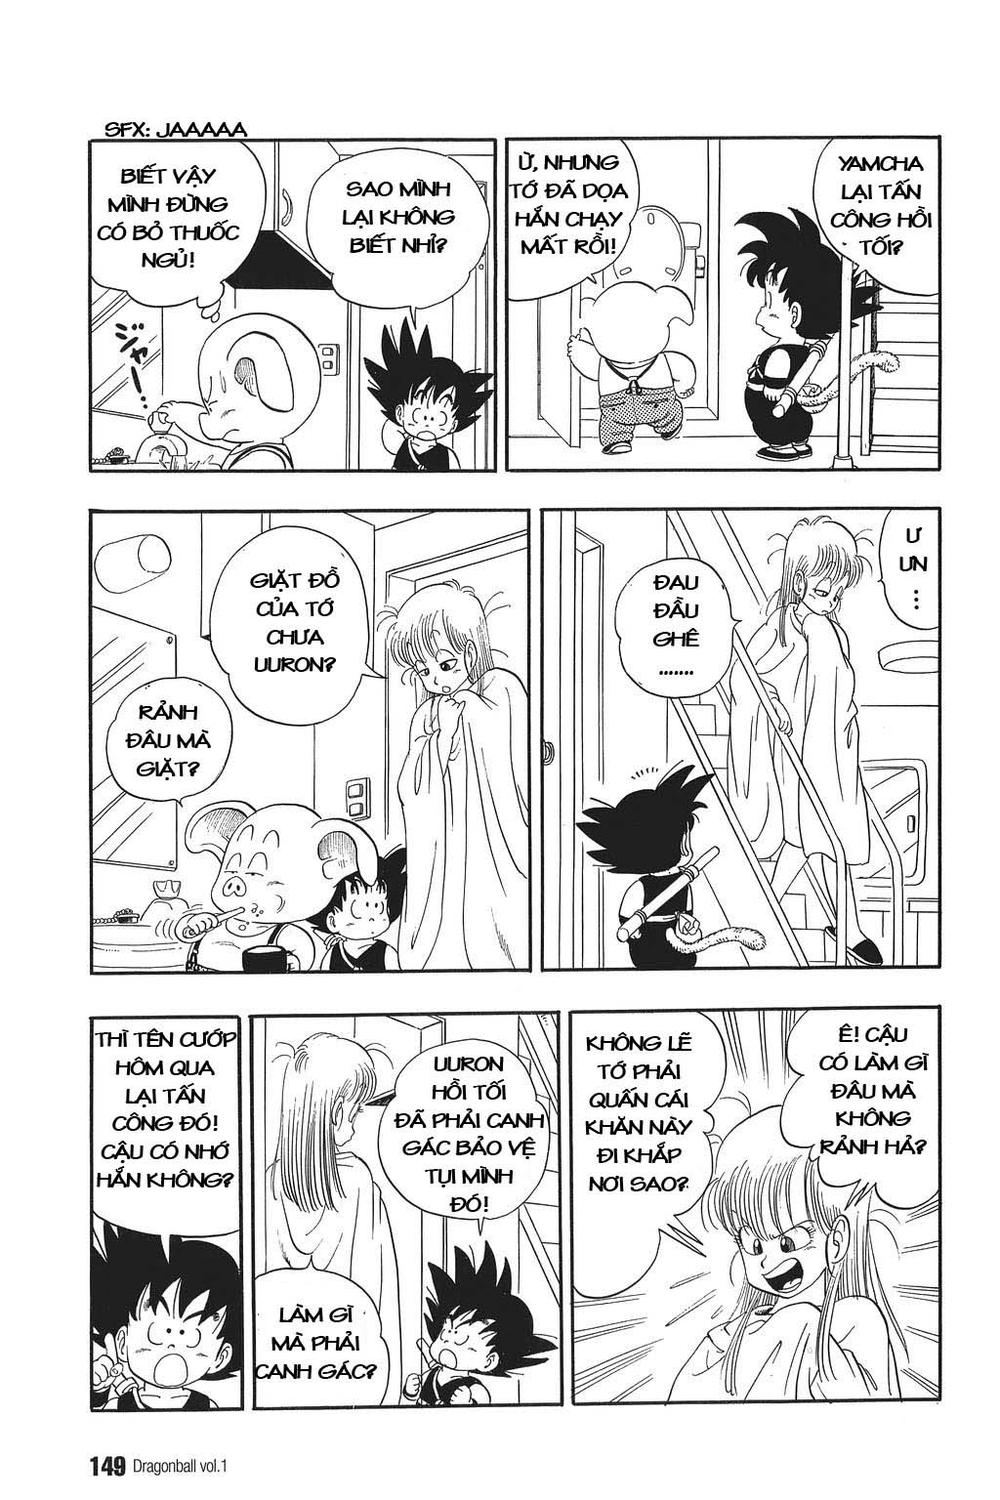 SFX: JAAAAA
YAMCHA
LẠI TẤN
CÔNG HỒI
TỐI?
Ừ, NHƯNG
TỚ ĐÃ DỌA
HẮN CHẠY
MẤT RỒI!
SAO MÌNH
LẠI KHÔNG
BIẾT NHỈ?
BIẾT VẬY
MÌNH ĐỪNG
CÓ BỎ THUỐC
NGỦ!
ジャー…
Ư
ƯN
...
ĐAU
ĐẦU
GHÊ
.......
GIẶT ĐỒ
CỦA TỚ
CHƯA
UURON?
RẢNH
ĐÂU MÀ
GIẶT?
Ê! CẬU
CÓ LÀM GÌ
ĐÂU MÀ
KHÔNG
RẢNH HẢ?
KHÔNG LẼ
TỚ PHẢI
QUẤN CÁI
KHĂN NÀY
ĐI KHẮP
NƠI SAO?
UURON
HỒI TỐI
ĐÃ PHẢI CANH
GÁC BẢO VỆ
TỤI MÌNH
ĐÓ!
LÀM GÌ
MÀ PHẢI
CANH GÁC?
THÌ TÊN CƯỚP
HÔM QUA
LẠI TẤN
CÔNG ĐÓ!
CẬU CÓ NHỚ
HẮN KHÔNG?
149 Dragonball vol.1